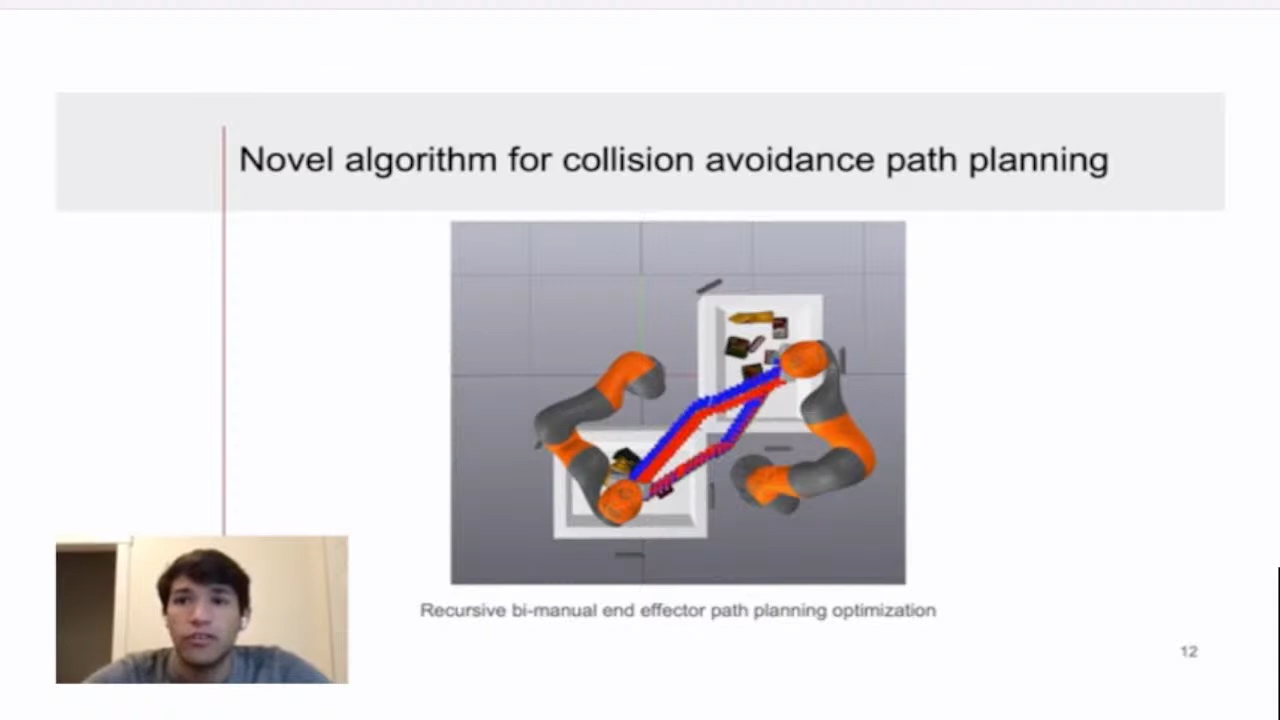 Novel algorithm for collision avoidance path planning
Recursive bi-manual end effector path planning optimization
12